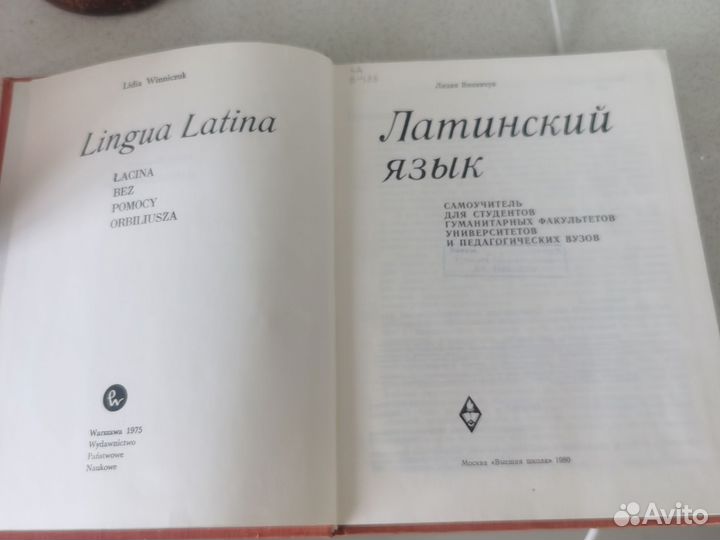 Lidia Winniczuk
Lingua Latina
ŁACINA
BEZ
POMOCY
ORBILIUSZA
Warszawa 1975
Wydawnictwo
Państwowe
Naukowe
Лидия Винничук
Латинский
язык
САМОУЧИТЕЛЬ
ДЛЯ СТУДЕНТОВ
ГУМАНИТАРНЫХ ФАКУЛЬТЕТОВ
УНИВЕРСИТЕТОВ
И ПЕДАГОГИЧЕСКИХ ВУЗОВ
Москва «Высшая школа» 1980
Avito